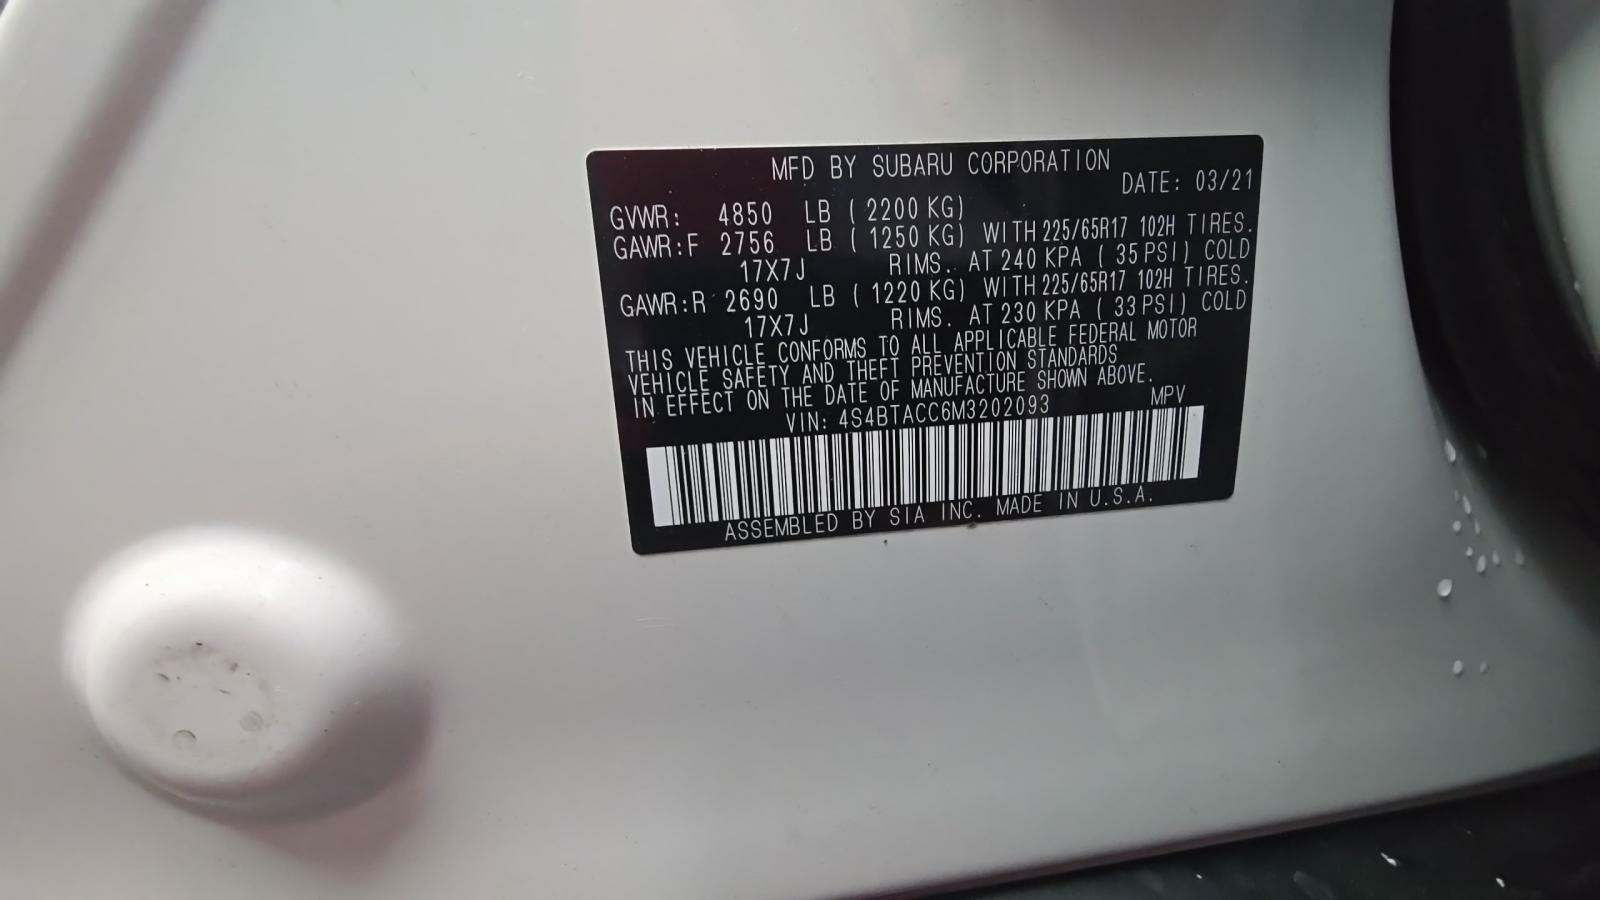 MFD BY SUBARU CORPORATION
DATE: 03/21
GVWR: 4850 LB ( 2200 KG)
GAWR:F 2756 LB ( 1250 KG) WITH 225/65R17 102H TIRES.
17X7J RIMS. AT 240 KPA ( 35 PSI) COLD
GAWR:R 2690 LB ( 1220 KG) WITH 225/65R17 102H TIRES.
17X7J RIMS. AT 230 KPA ( 33 PSI) COLD
THIS VEHICLE CONFORMS TO ALL APPLICABLE FEDERAL MOTOR
VEHICLE SAFETY AND THEFT PREVENTION STANDARDS
IN EFFECT ON THE DATE OF MANUFACTURE SHOWN ABOVE.
VIN: 4S4BTACC6M3202093 MPV
ASSEMBLED BY SIA INC. MADE IN U.S.A.